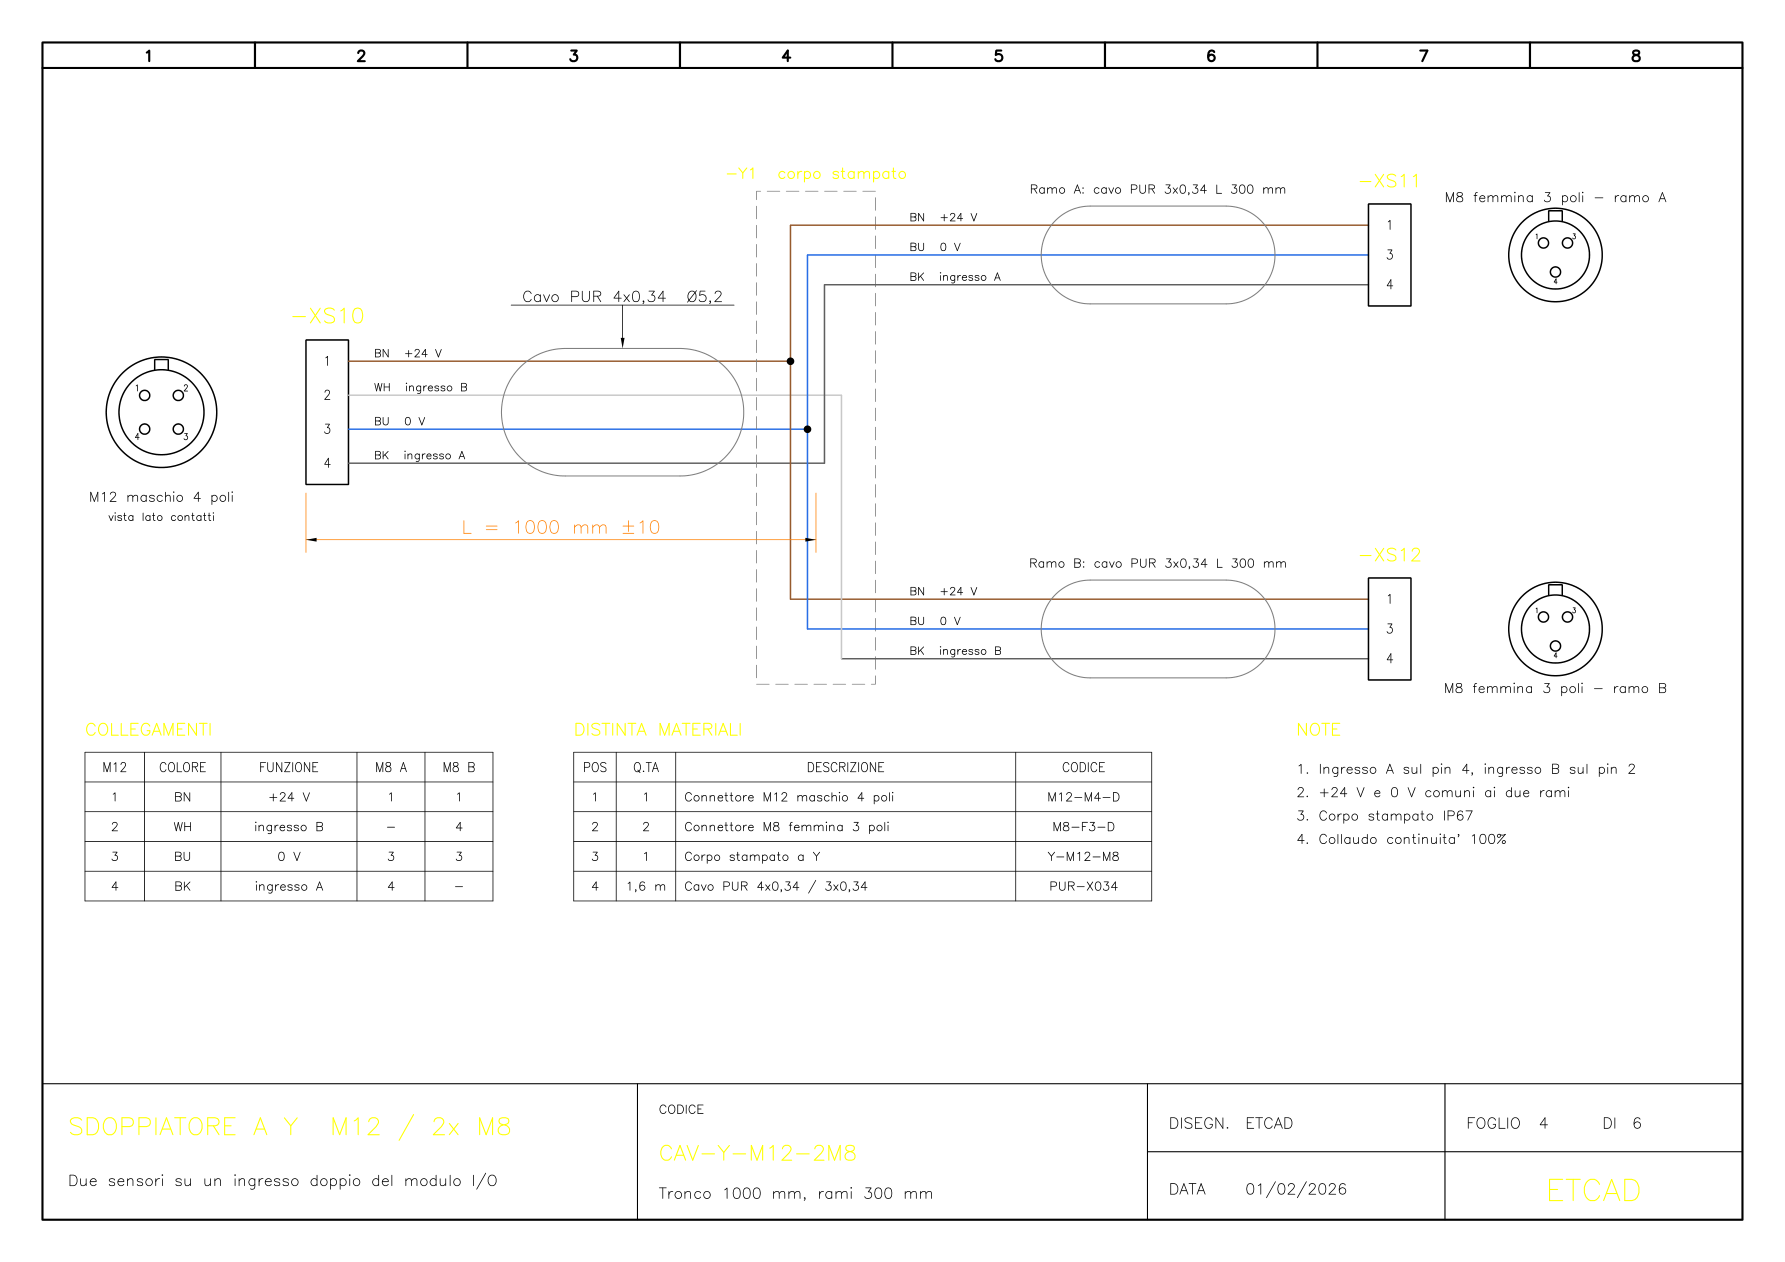 1 2 3 4 5 6 7 8
-Y1 corpo stampato
Ramo A: cavo PUR 3x0,34 L 300 mm
-XS11
M8 femmina 3 poli - ramo A
BN +24 V
1
BU 0 V
3
BK ingresso A
4
1 3
4
Cavo PUR 4x0,34 Ø5,2
-XS10
BN +24 V
1
WH ingresso B
2
BU 0 V
3
BK ingresso A
4
1 2
4 3
M12 maschio 4 poli
vista lato contatti
L = 1000 mm ±10
Ramo B: cavo PUR 3x0,34 L 300 mm
-XS12
BN +24 V
1
BU 0 V
3
BK ingresso B
4
1 3
4
M8 femmina 3 poli - ramo B
COLLEGAMENTI
M12 COLORE FUNZIONE M8 A M8 B
1 BN +24 V 1 1
2 WH ingresso B - 4
3 BU 0 V 3 3
4 BK ingresso A 4 -
DISTINTA MATERIALI
POS Q.TA DESCRIZIONE CODICE
1 1 Connettore M12 maschio 4 poli M12-M4-D
2 2 Connettore M8 femmina 3 poli M8-F3-D
3 1 Corpo stampato a Y Y-M12-M8
4 1,6 m Cavo PUR 4x0,34 / 3x0,34 PUR-X034
NOTE
1. Ingresso A sul pin 4, ingresso B sul pin 2
2. +24 V e 0 V comuni ai due rami
3. Corpo stampato IP67
4. Collaudo continuita' 100%
SDOPPIATORE A Y M12 / 2x M8
Due sensori su un ingresso doppio del modulo I/O
CODICE
CAV-Y-M12-2M8
Tronco 1000 mm, rami 300 mm
DISEGN. ETCAD
FOGLIO 4 DI 6
DATA 01/02/2026
ETCAD